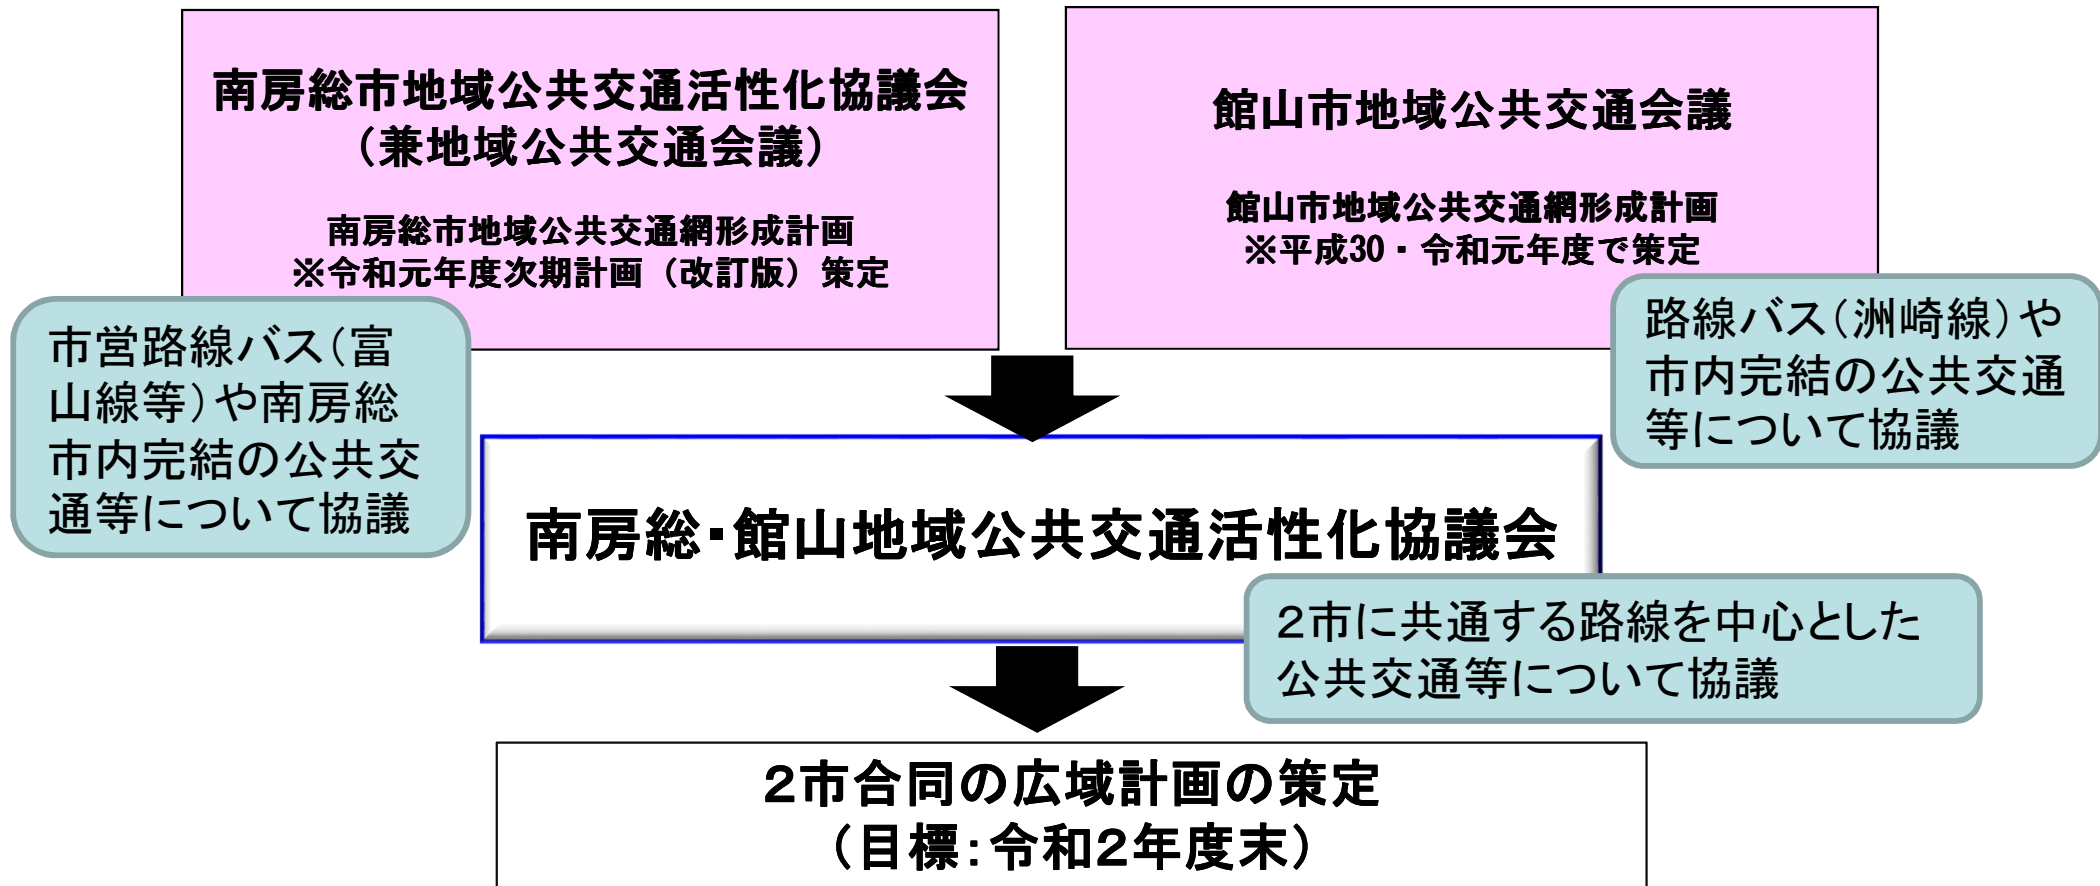 南房総市地域公共交通活性化協議会
（兼地域公共交通会議）
南房総市地域公共交通網形成計画
※令和元年度次期計画（改訂版）策定
館山市地域公共交通会議
館山市地域公共交通網形成計画
※平成30・令和元年度で策定
市営路線バス（富
山線等）や南房総
市内完結の公共交
通等について協議
路線バス（洲崎線）や
市内完結の公共交通
等について協議
南房総・館山地域公共交通活性化協議会
２市に共通する路線を中心とした
公共交通等について協議
２市合同の広域計画の策定
（目標：令和２年度末）